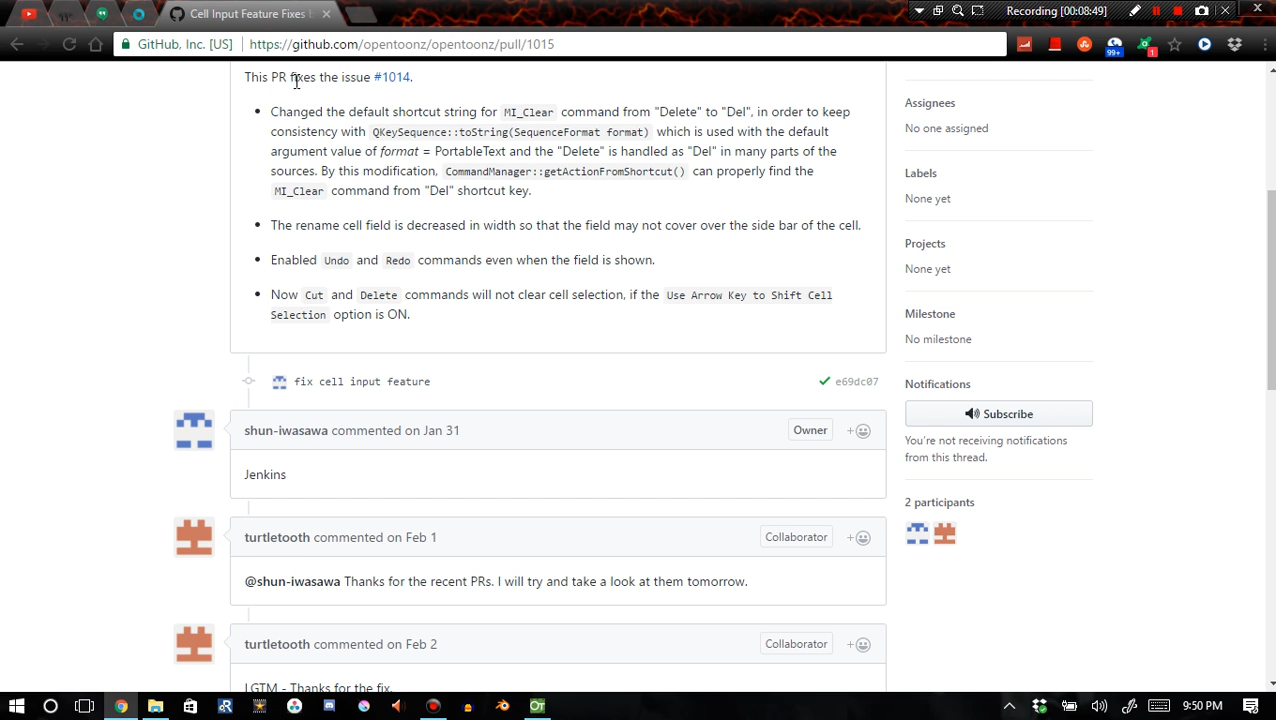 Cell Input Feature Fixes
Recording [00:08:49]
GitHub, Inc. [US]
https://github.com/opentoonz/opentoonz/pull/1015
99+
1
This PR fixes the issue #1014.
Changed the default shortcut string for MI_Clear command from "Delete" to "Del", in order to keep
consistency with QKeySequence::toString(SequenceFormat format) which is used with the default
argument value of format = PortableText and the "Delete" is handled as "Del" in many parts of the
sources. By this modification, CommandManager::getActionFromShortcut() can properly find the
MI_Clear command from "Del" shortcut key.
The rename cell field is decreased in width so that the field may not cover over the side bar of the cell.
Enabled Undo and Redo commands even when the field is shown.
Now Cut and Delete commands will not clear cell selection, if the Use Arrow Key to Shift Cell
Selection option is ON.
fix cell input feature
e69dc07
shun-iwasawa commented on Jan 31
Owner
Jenkins
turtletooth commented on Feb 1
Collaborator
@shun-iwasawa Thanks for the recent PRs. I will try and take a look at them tomorrow.
turtletooth commented on Feb 2
Collaborator
LGTM - Thanks for the fix.
Assignees
No one assigned
Labels
None yet
Projects
None yet
Milestone
No milestone
Notifications
Subscribe
You're not receiving notifications
from this thread.
2 participants
9:50 PM